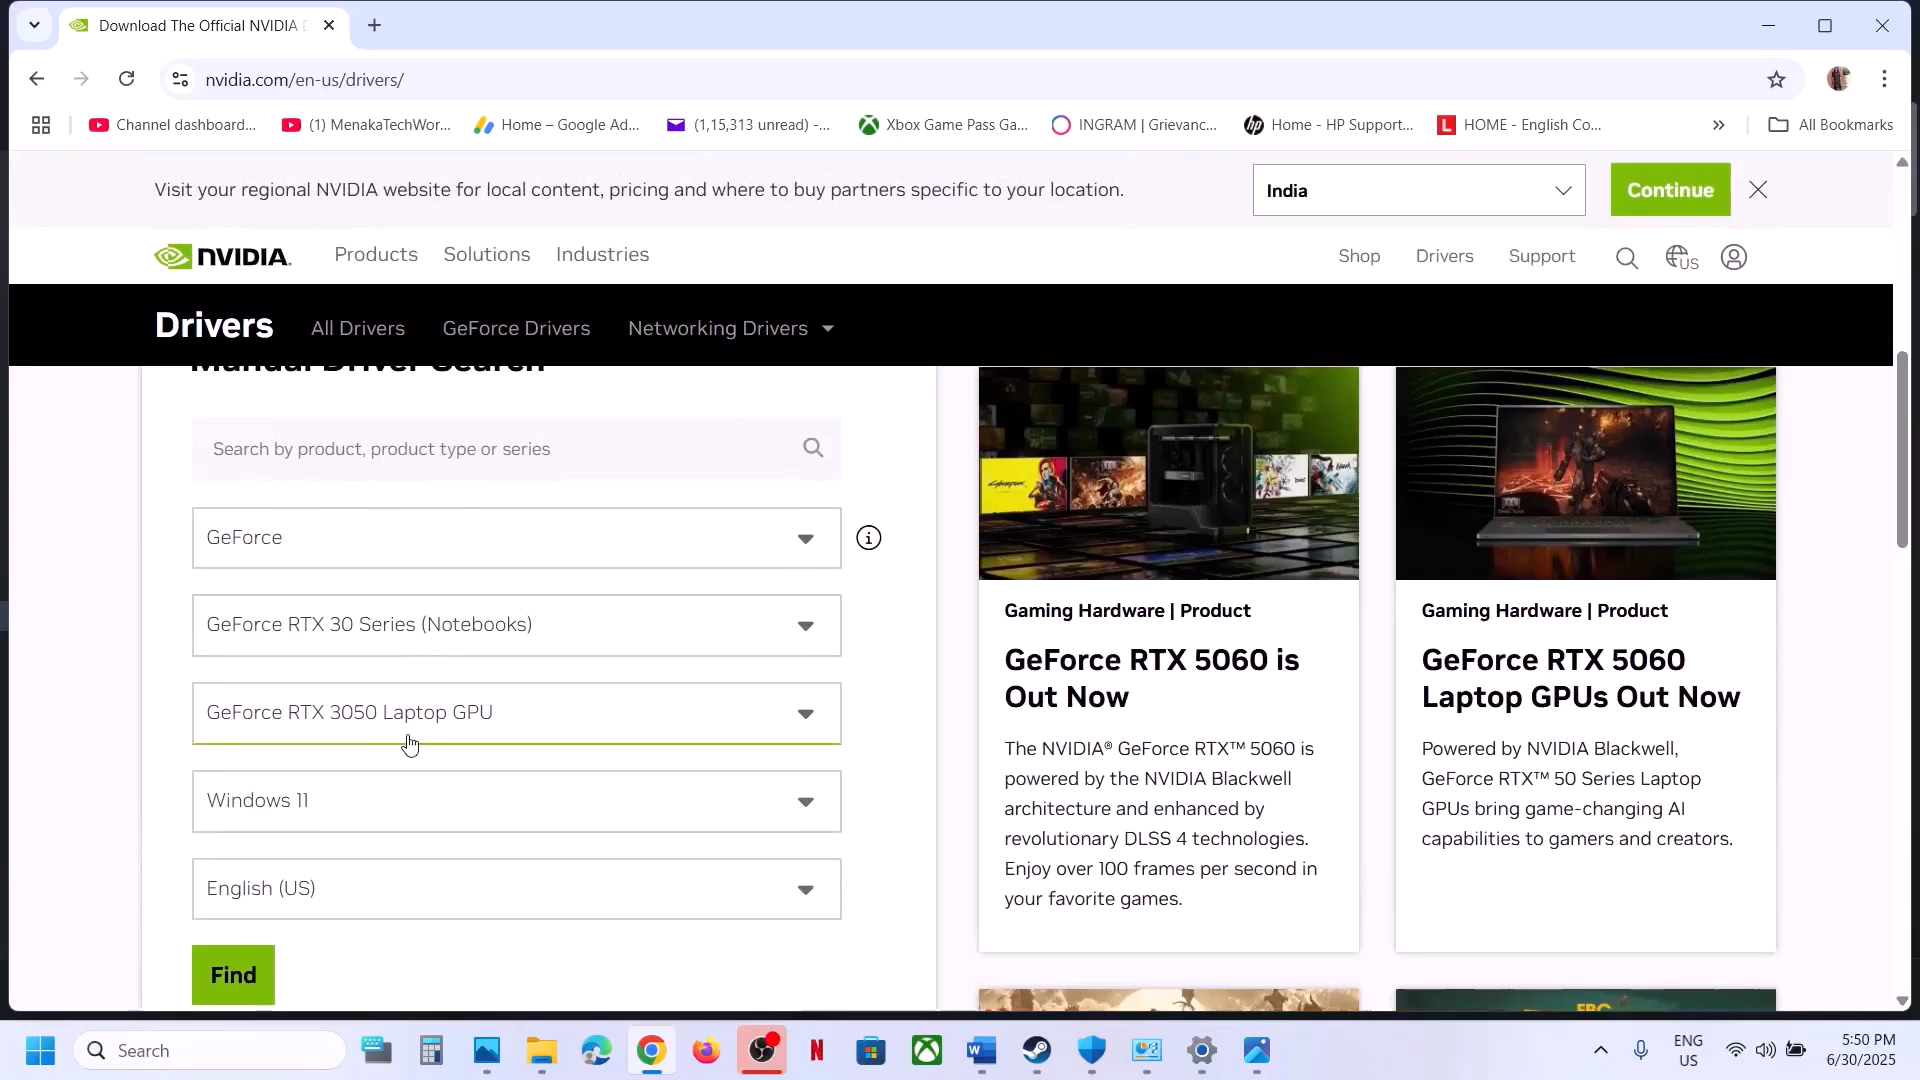 Download The Official NVIDIA D
nvidia.com/en-us/drivers/
Channel dashboard...
(1) MenakaTechWor...
Home – Google Ad...
(1,15,313 unread) -...
Xbox Game Pass Ga...
INGRAM | Grievanc...
Home - HP Support...
HOME - English Co...
All Bookmarks
Visit your regional NVIDIA website for local content, pricing and where to buy partners specific to your location.
India
Continue
NVIDIA.
Products
Solutions
Industries
Shop
Drivers
Support
US
Drivers
All Drivers
GeForce Drivers
Networking Drivers
Manual Driver Search
Search by product, product type or series
GeForce
GeForce RTX 30 Series (Notebooks)
GeForce RTX 3050 Laptop GPU
Windows 11
English (US)
Find
Gaming Hardware | Product
GeForce RTX 5060 is
Out Now
The NVIDIA® GeForce RTX™ 5060 is
powered by the NVIDIA Blackwell
architecture and enhanced by
revolutionary DLSS 4 technologies.
Enjoy over 100 frames per second in
your favorite games.
Gaming Hardware | Product
GeForce RTX 5060
Laptop GPUs Out Now
Powered by NVIDIA Blackwell,
GeForce RTX™ 50 Series Laptop
GPUs bring game-changing AI
capabilities to gamers and creators.
Search
ENG
US
5:50 PM
6/30/2025